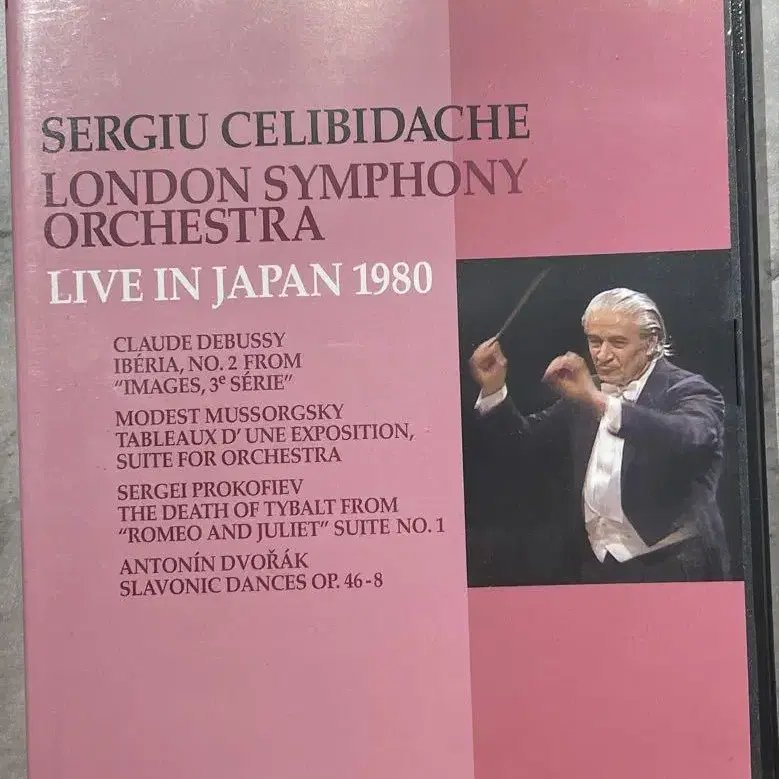 SERGIU CELIBIDACHE
LONDON SYMPHONY
ORCHESTRA
LIVE IN JAPAN 1980
CLAUDE DEBUSSY
IBÉRIA, NO. 2 FROM
“IMAGES, 3e SÉRIE”
MODEST MUSSORGSKY
TABLEAUX D’ UNE EXPOSITION,
SUITE FOR ORCHESTRA
SERGEI PROKOFIEV
THE DEATH OF TYBALT FROM
“ROMEO AND JULIET” SUITE NO. 1
ANTONÍN DVOŘÁK
SLAVONIC DANCES OP. 46-8